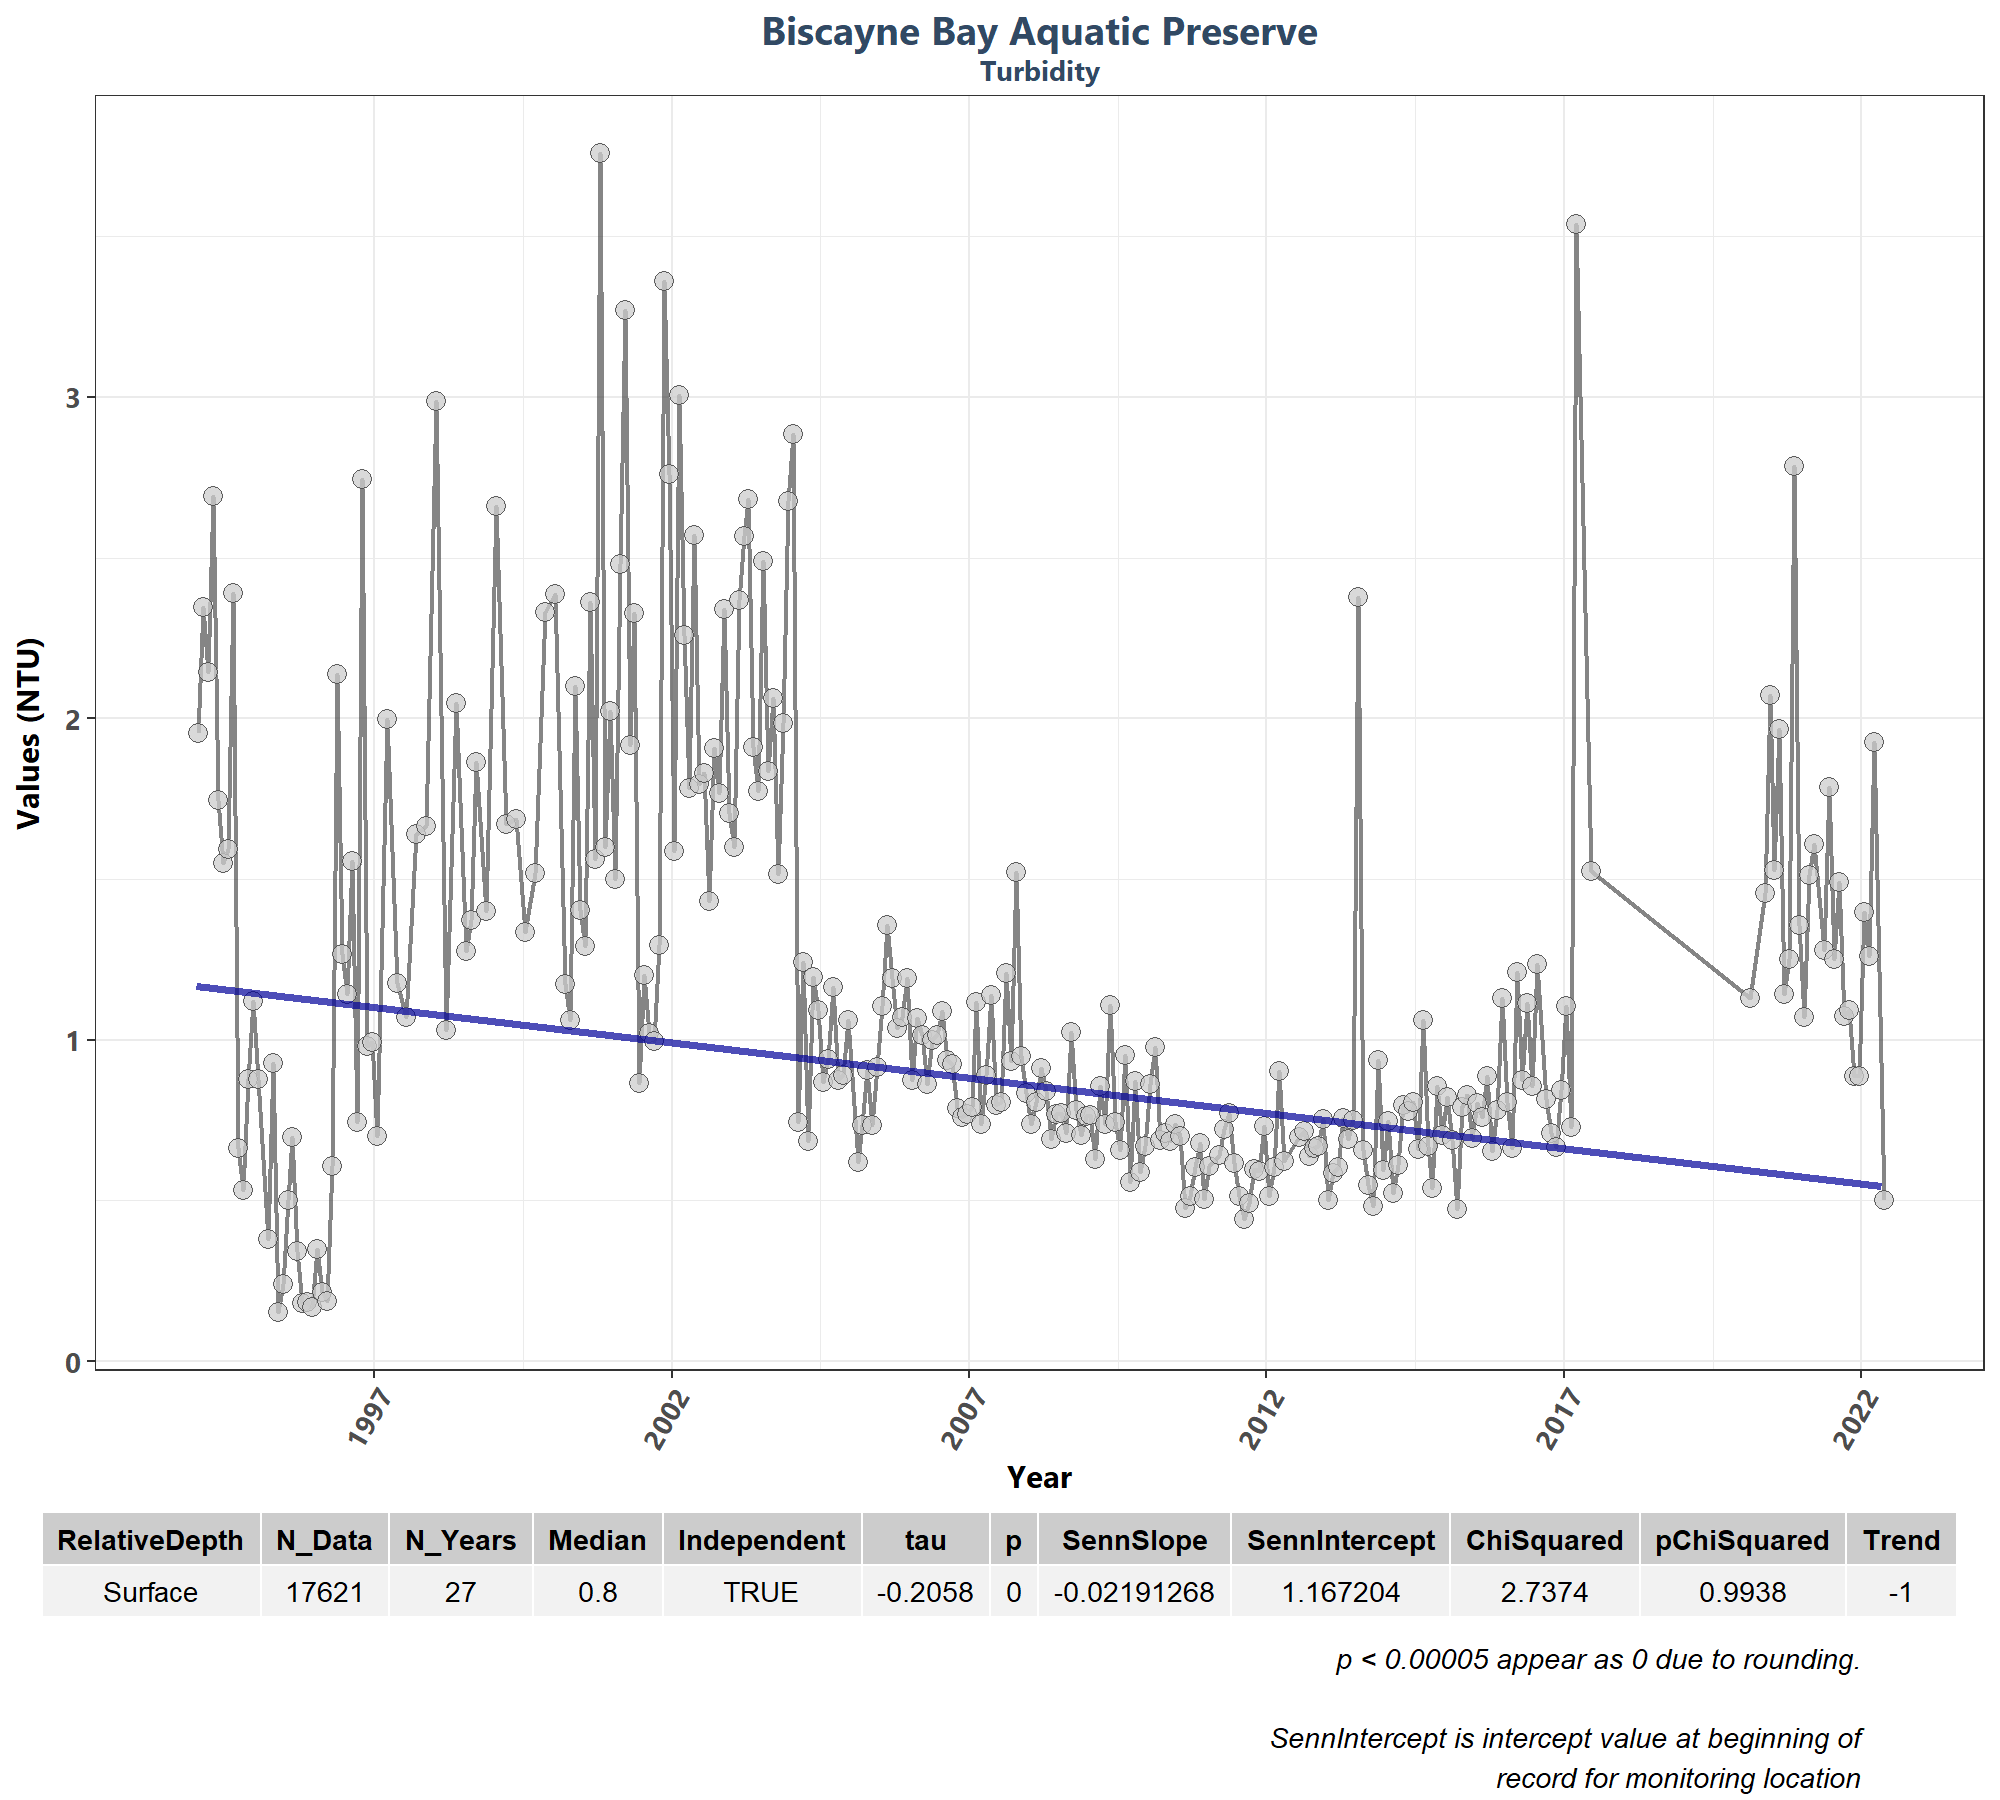 Biscayne Bay Aquatic Preserve
Turbidity
Values (NTU)
3
2
1
0
1997 2002 2007 2012 2017 2022
Year
RelativeDepth N_Data N_Years Median Independent tau p SennSlope SennIntercept ChiSquared pChiSquared Trend
Surface 17621 27 0.8 TRUE -0.2058 0 -0.02191268 1.167204 2.7374 0.9938 -1
p < 0.00005 appear as 0 due to rounding.
SennIntercept is intercept value at beginning of
record for monitoring location